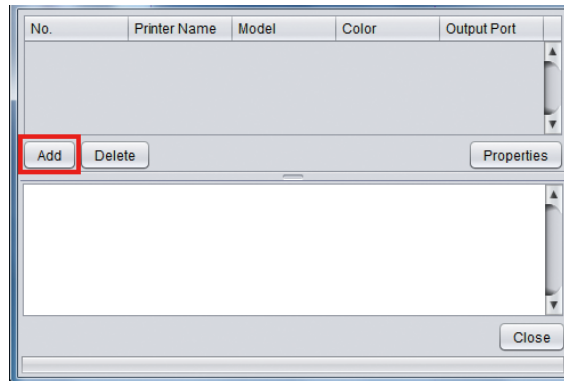 No. Printer Name Model Color Output Port
Add Delete Properties
Close